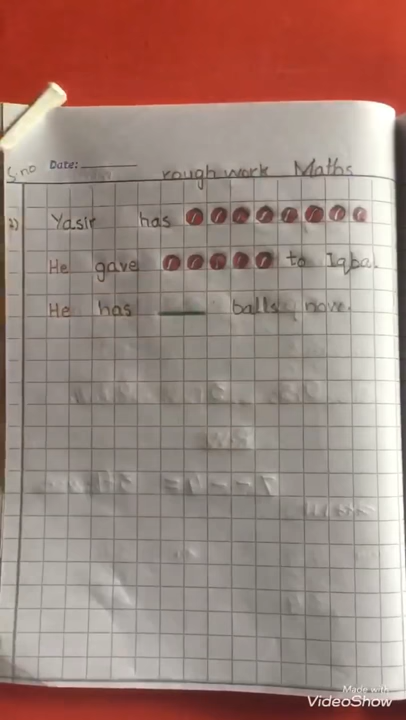 S.no Date: rough work Maths
2) Yasir has
He gave to Iqbal
He has ___ balls now.
Made with
VideoShow